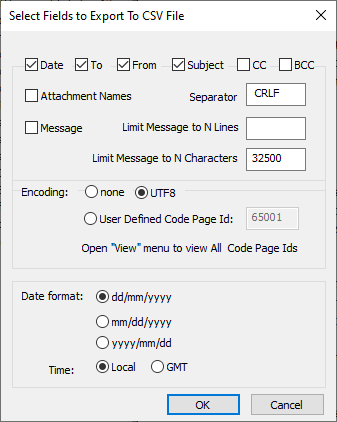 Select Fields to Export To CSV File
Date To From Subject CC BCC
Attachment Names Separator CRLF
Message Limit Message to N Lines
Limit Message to N Characters 32500
Encoding: none UTF8
User Defined Code Page Id: 65001
Open "View" menu to view All Code Page Ids
Date format: dd/mm/yyyy
mm/dd/yyyy
yyyy/mm/dd
Time: Local GMT
OK Cancel